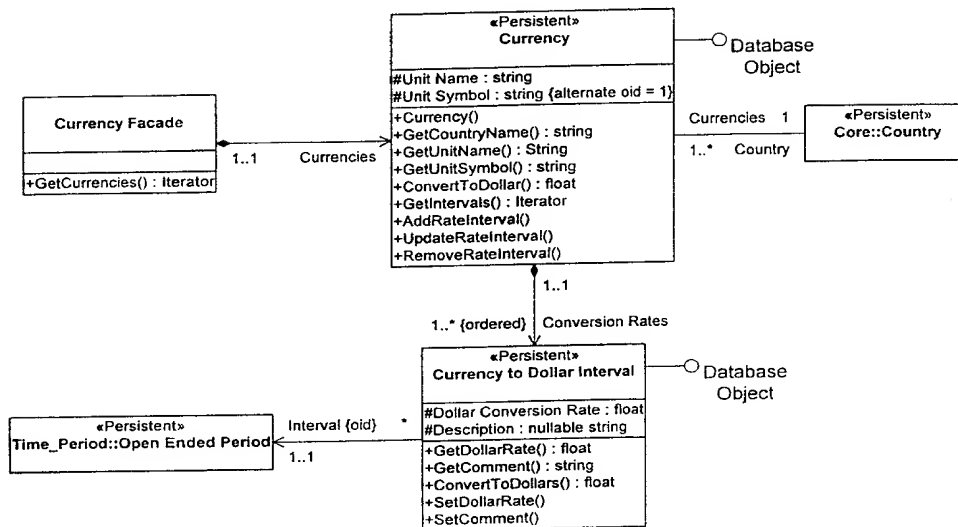 «Persistent»
Currency
#Unit Name : string
#Unit Symbol : string {alternate oid = 1}
+Currency()
+GetCountryName() : string
+GetUnitName() : String
+GetUnitSymbol() : string
+ConvertToDollar() : float
+GetIntervals() : Iterator
+AddRateInterval()
+UpdateRateInterval()
+RemoveRateInterval()
Database
Object
Currency Facade
+GetCurrencies() : Iterator
1..1 Currencies
Currencies 1
1..* Country
«Persistent»
Core::Country
1..1
1..* {ordered} Conversion Rates
«Persistent»
Currency to Dollar Interval
#Dollar Conversion Rate : float
#Description : nullable string
+GetDollarRate() : float
+GetComment() : string
+ConvertToDollars() : float
+SetDollarRate()
+SetComment()
Database
Object
Interval {oid} *
1..1
«Persistent»
Time_Period::Open Ended Period